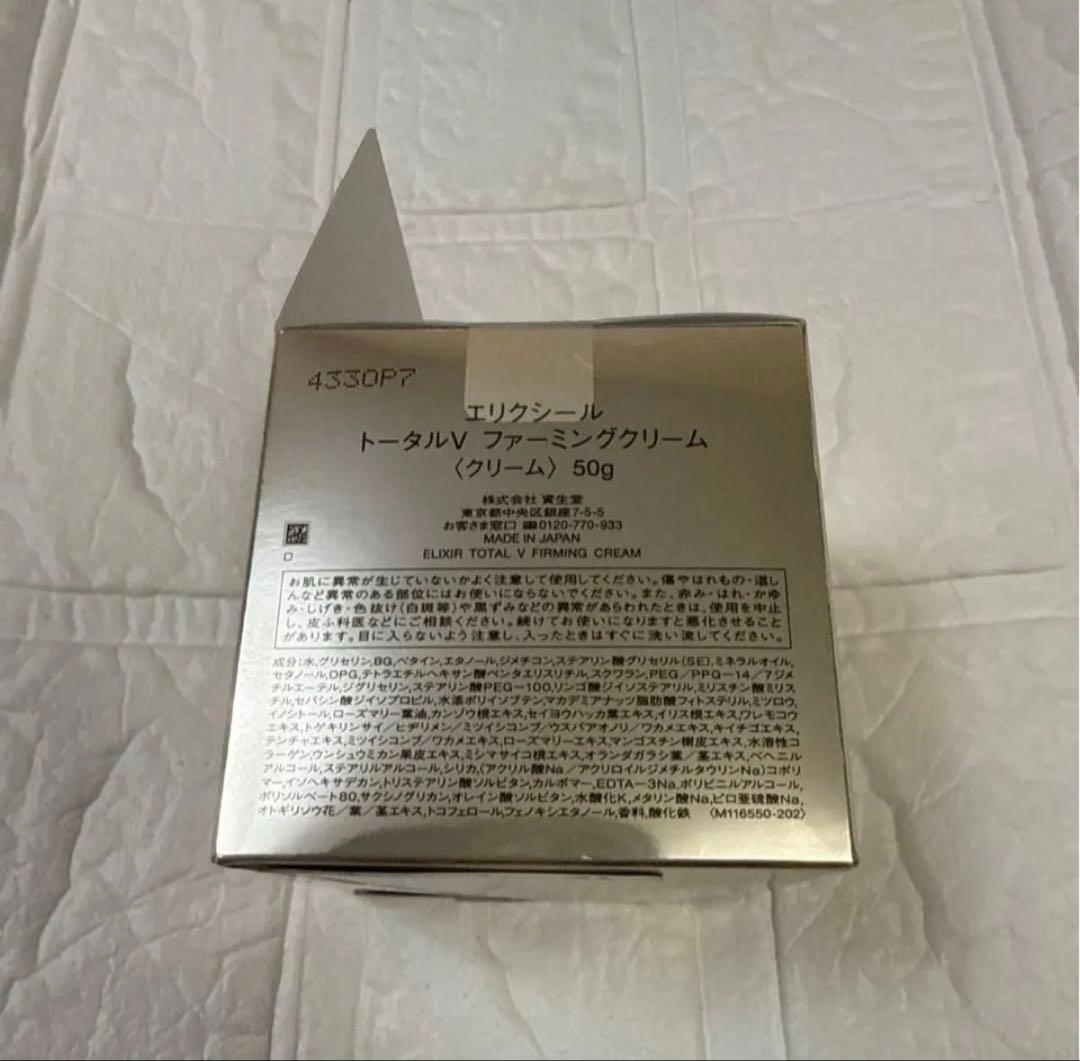 4330P7
エリクシール
トータルV ファーミングクリーム
〈クリーム〉 50g
株式会社 資生堂
東京都中央区銀座7-5-5
お客さま窓口 0120-770-933
MADE IN JAPAN
ELIXIR TOTAL V FIRMING CREAM
お肌に異常が生じていないかよく注意して使用してください。傷やはれもの・湿し
んなど異常のある部位にはお使いにならないでください。また、赤み・はれ・かゆ
み・しげき・色抜け(白斑等)や黒ずみなどの異常があらわれたときは、使用を中止
し、皮ふ科医などにご相談ください。続けてお使いになりますと悪化させること
があります。目に入らないよう注意し、入ったときはすぐに洗い流してください。
成分:水,グリセリン,BG,ベタイン,エタノール,ジメチコン,ステアリン酸グリセリル(SE),ミネラルオイル,
セタノール,DPG,テトラエチルヘキサン酸ペンタエリスリチル,スクワラン,PEG/PPG-14/7ジメ
チルエーテル,ジグリセリン,ステアリン酸PEG-100,リンゴ酸ジイソステアリル,ミリスチン酸ミリス
チル,セバシン酸ジイソプロピル,水添ポリイソブテン,マカデミアナッツ脂肪酸フィトステリル,ミツロウ,
イノシトール,ローズマリー葉油,カンゾウ根エキス,セイヨウハッカ葉エキス,イリス根エキス,ワレモコウ
エキス,トゲキリンサイ/ヒヂリメン/ミツイシコンブ/ウスバアオノリ/ワカメエキス,キイチゴエキス,
テンチャエキス,ミツイシコンブ/ワカメエキス,ローズマリーエキス,マンゴスチン樹皮エキス,水溶性コ
ラーゲン,ウンシュウミカン果皮エキス,ミシマサイコ根エキス,オランダガラシ葉/茎エキス,ベヘニル
アルコール,ステアリルアルコール,シリカ,(アクリル酸Na/アクリロイルジメチルタウリンNa)コポリ
マー,イソヘキサデカン,トリステアリン酸ソルビタン,カルボマー,EDTA-3Na,ポリビニルアルコール,
ポリソルベート80,サクシノグリカン,オレイン酸ソルビタン,水酸化K,メタリン酸Na,ピロ亜硫酸Na,
オトギリソウ花/葉/茎エキス,トコフェロール,フェノキシエタノール,香料,酸化鉄 〈M116550-202〉